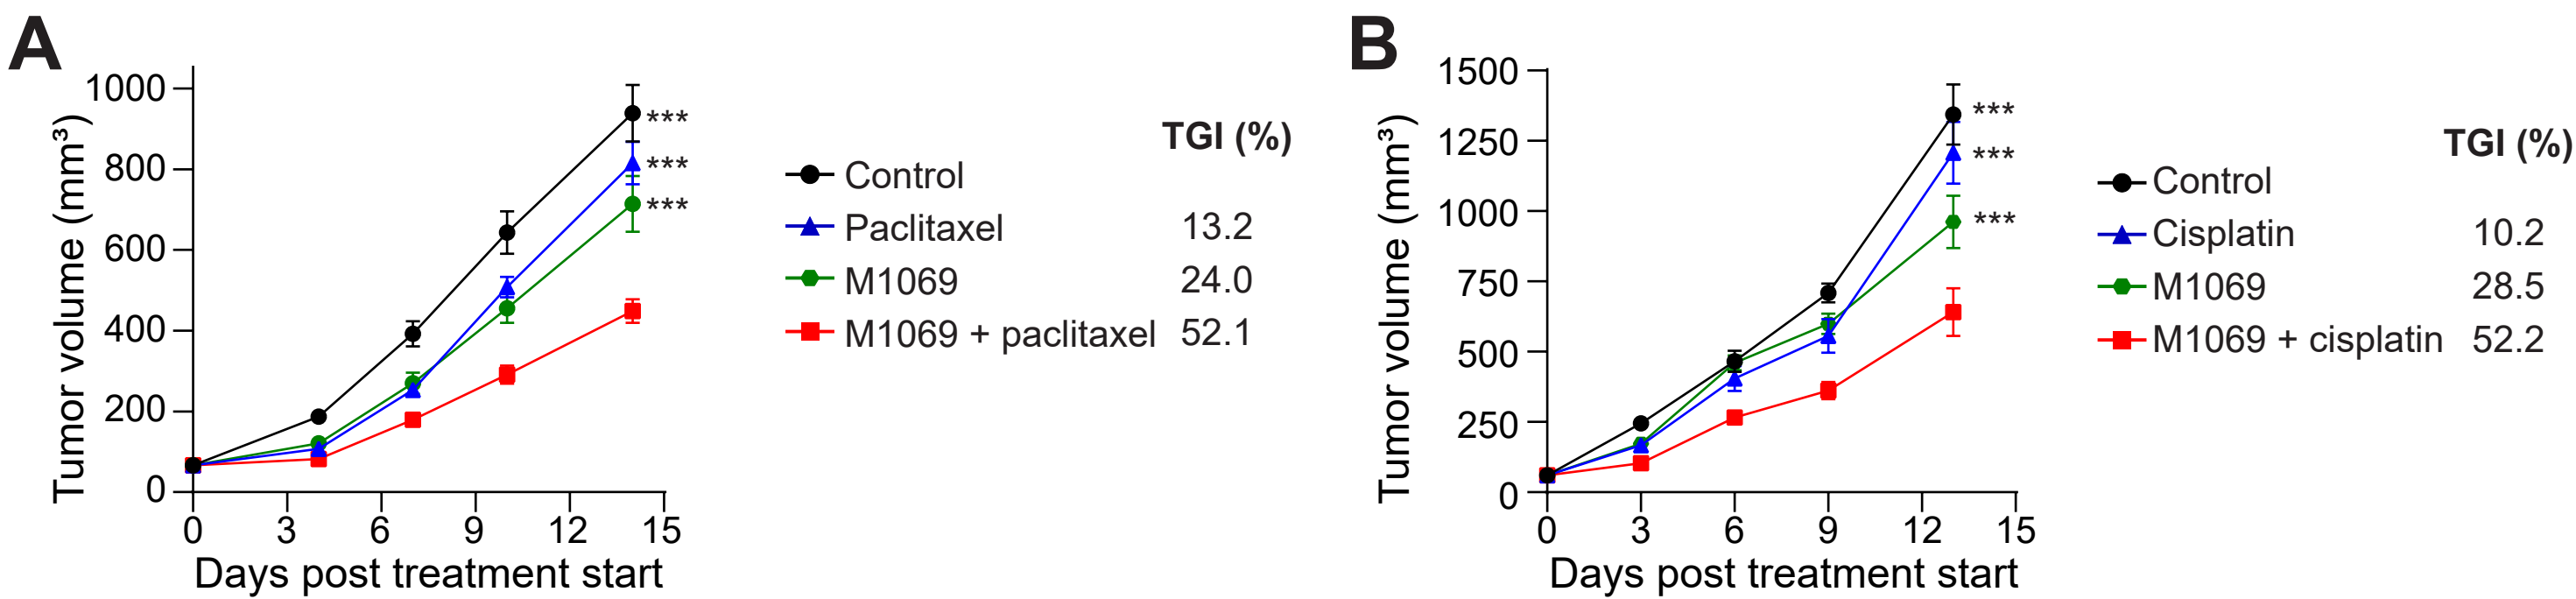 A
Tumor volume (mm³)
1000
800
600
400
200
0
0 3 6 9 12 15
Days post treatment start
***
***
***
TGI (%)
Control
Paclitaxel 13.2
M1069 24.0
M1069 + paclitaxel 52.1
B
Tumor volume (mm³)
1500
1250
1000
750
500
250
0
0 3 6 9 12 15
Days post treatment start
***
***
***
TGI (%)
Control
Cisplatin 10.2
M1069 28.5
M1069 + cisplatin 52.2